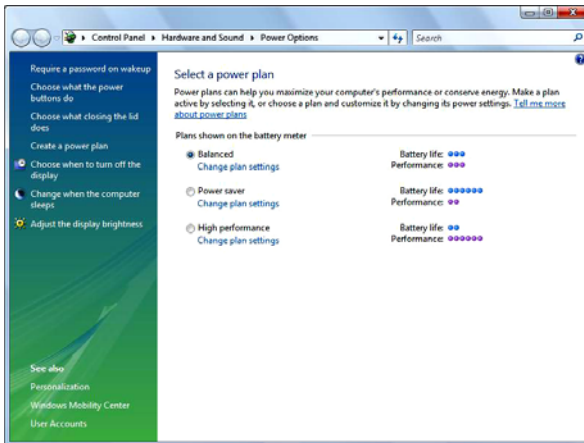 Control Panel ▸ Hardware and Sound ▸ Power Options
Search
Require a password on wakeup
Choose what the power
buttons do
Choose what closing the lid
does
Create a power plan
Choose when to turn off the
display
Change when the computer
sleeps
Adjust the display brightness
See also
Personalization
Windows Mobility Center
User Accounts
Select a power plan
Power plans can help you maximize your computer's performance or conserve energy. Make a plan
active by selecting it, or choose a plan and customize it by changing its power settings. Tell me more
about power plans
Plans shown on the battery meter
Balanced Battery life:
Change plan settings Performance:
Power saver Battery life:
Change plan settings Performance:
High performance Battery life:
Change plan settings Performance: